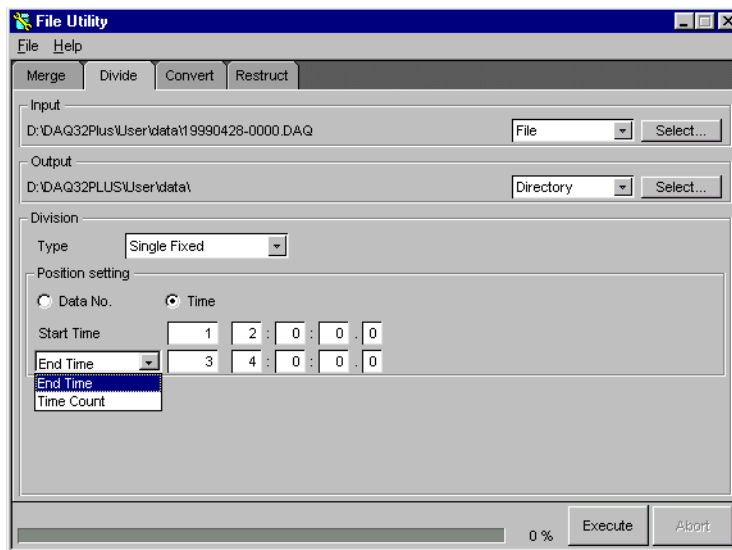 File Utility
File Help
Merge Divide Convert Restruct
Input
D:\DAQ32Plus\User\data\19990428-0000.DAQ File Select...
Output
D:\DAQ32PLUS\User\data\ Directory Select...
Division
Type Single Fixed
Position setting
Data No. Time
Start Time 1 2 : 0 : 0 . 0
End Time 3 4 : 0 : 0 . 0
End Time
Time Count
0 % Execute Abort